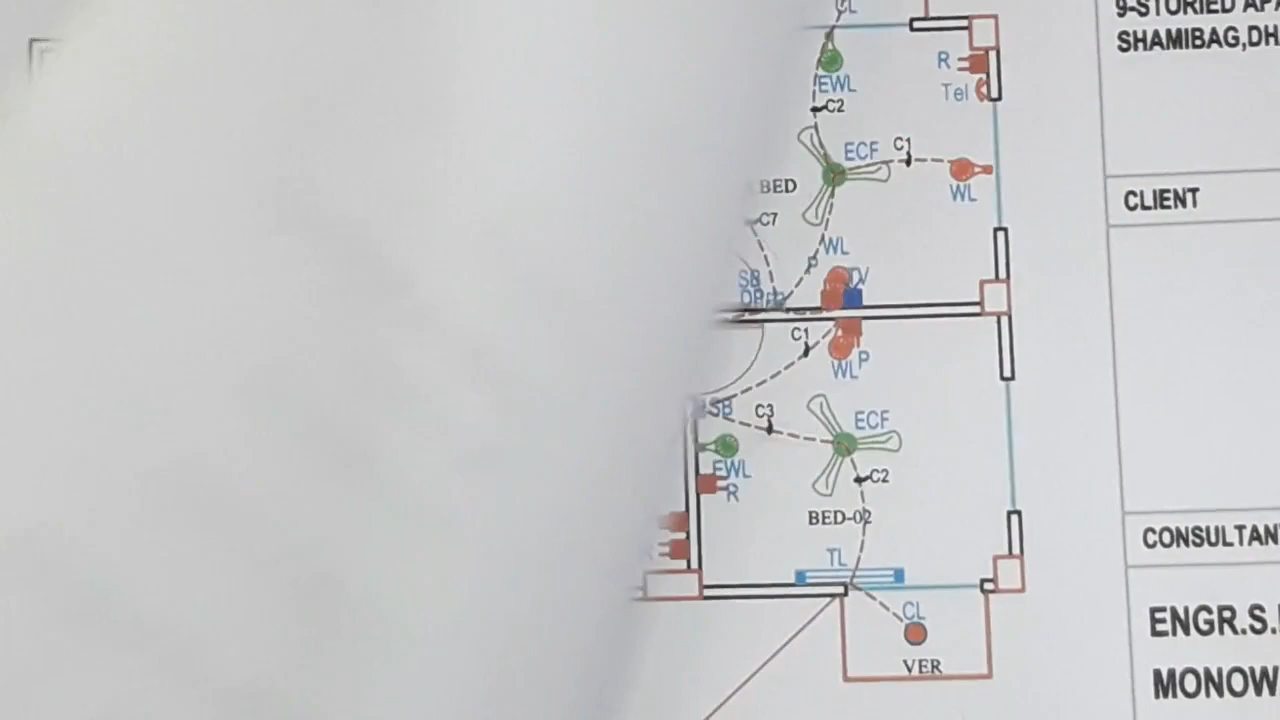 CL
EWL
C2
ECF
C1
WL
R
Tel
BED
C7
WL
SB
TV
C1
WL
P
SB
C3
ECF
EWL
R
C2
BED-02
TL
CL
VER
9-STORIED
SHAMIBAG,DH
CLIENT
CONSULTAN
ENGR.S.
MONOW